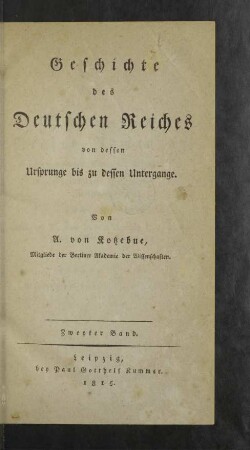 Geschichte
des
Deutschen Reiches
von dessen
Ursprunge bis zu dessen Untergange.
Von
A. von Kotzebue,
Mitgliede der Berliner Akademie der Wissenschaften.
Zweyter Band.
Leipzig,
bey Paul Gotthelf Kummer.
1815.